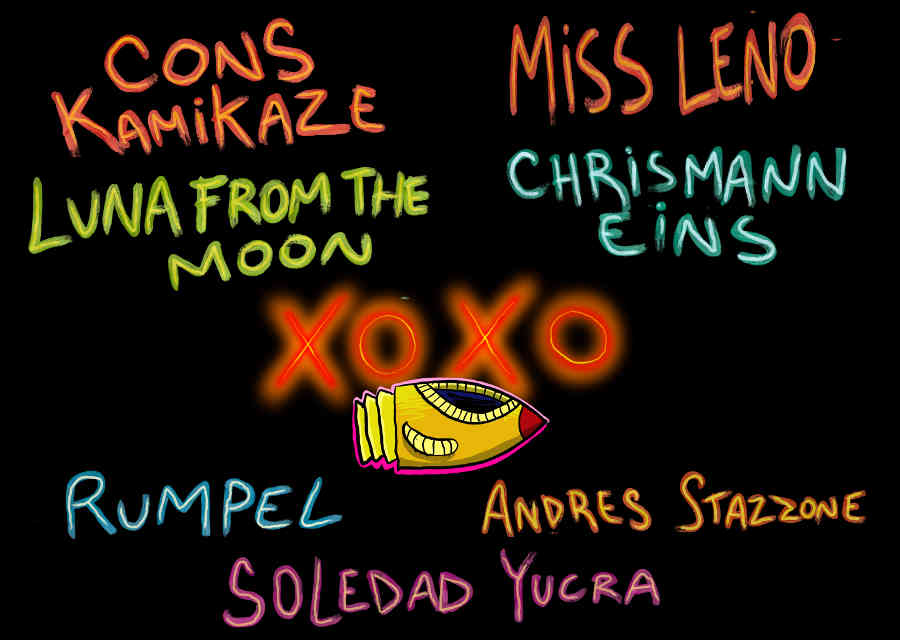 CONS
KAMiKAZE
MiSS LENO
LUNA FROM THE
MOON
CHRiSMANN
EiNS
XOXO
RUMPEL
ANDRES STAZZONE
SOLEDAD YUCRA